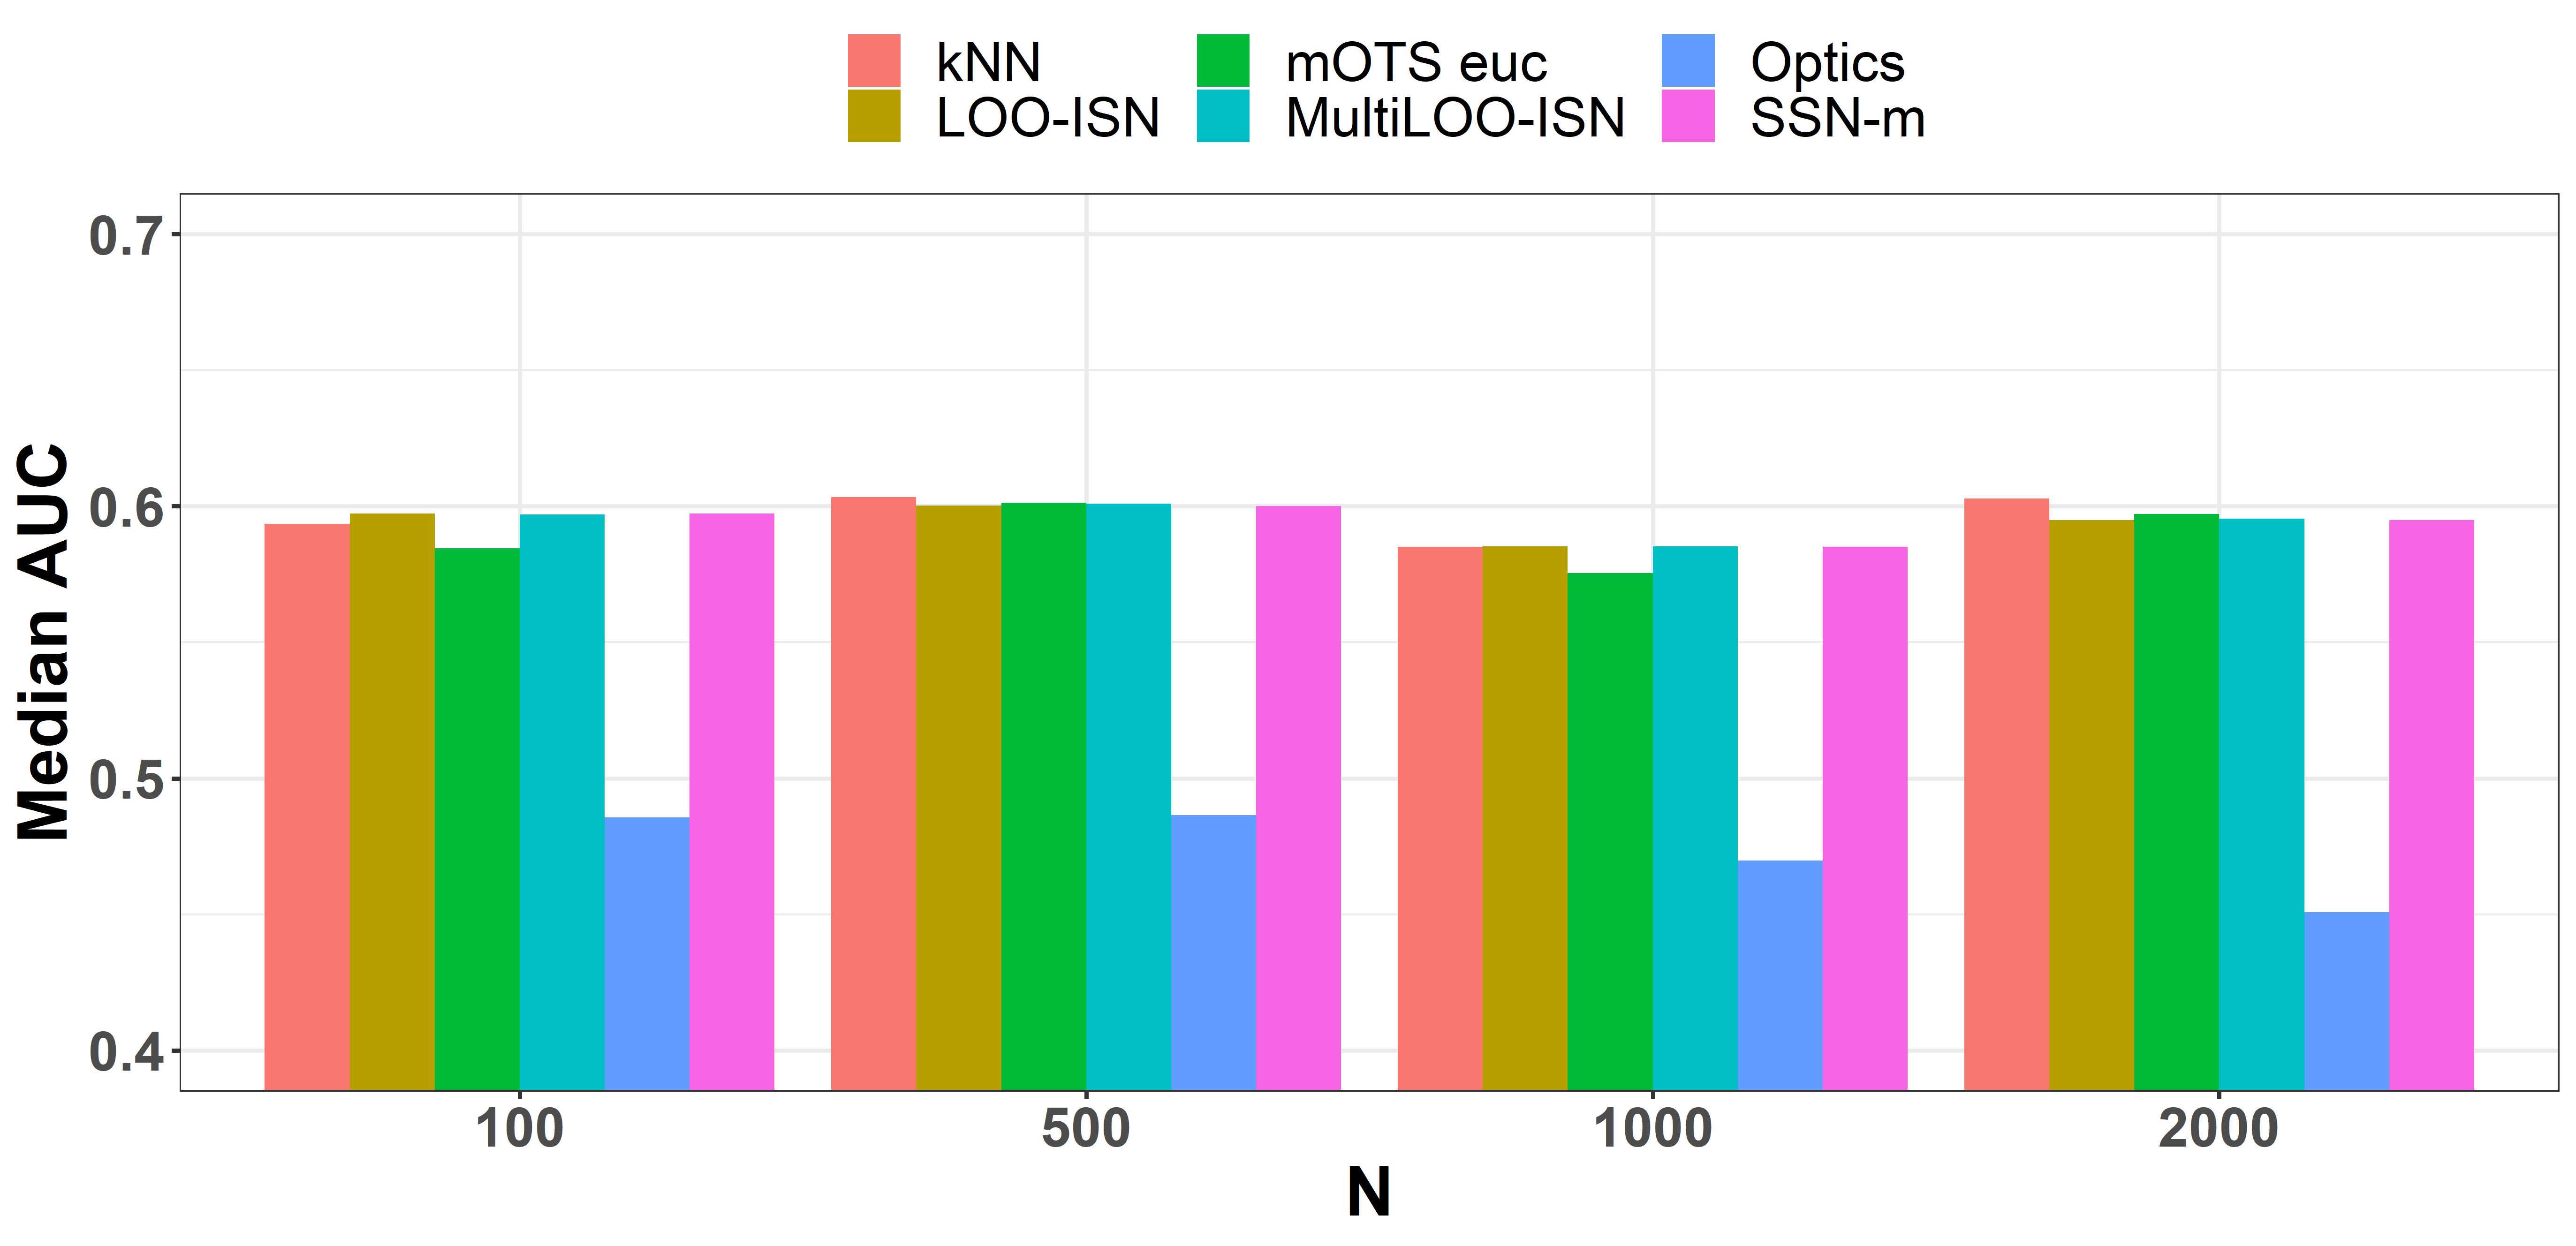 kNN mOTS euc Optics
LOO-ISN MultiLOO-ISN SSN-m
Median AUC
0.7
0.6
0.5
0.4
100 500 1000 2000
N